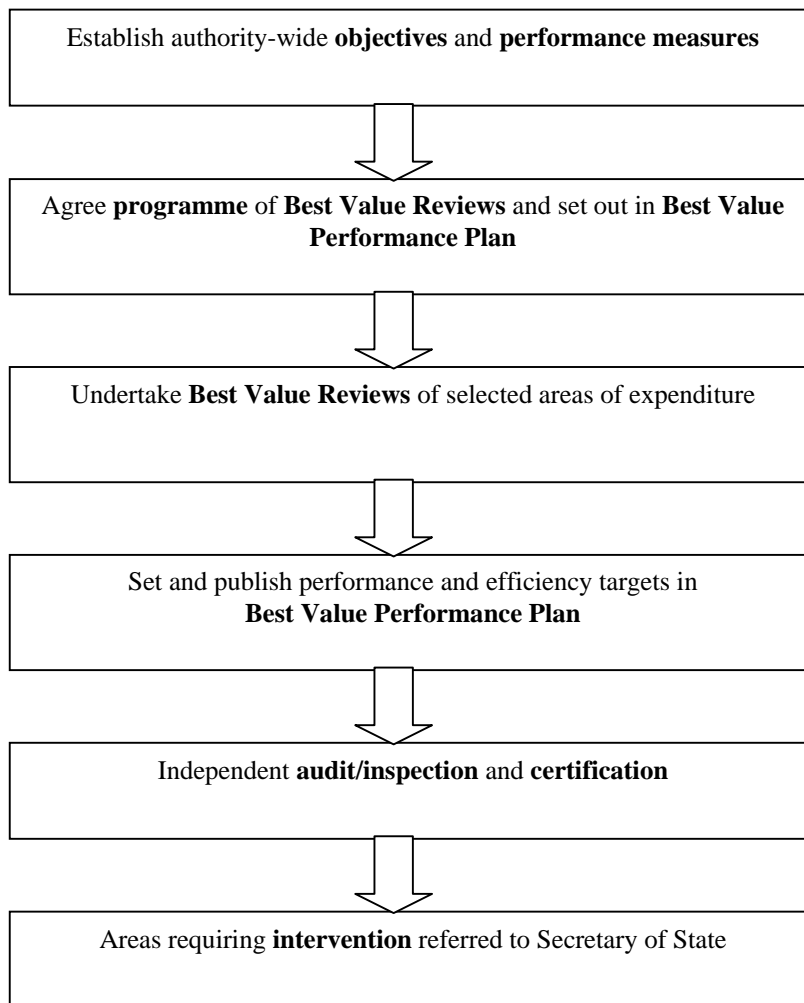 Establish authority-wide objectives and performance measures
Agree programme of Best Value Reviews and set out in Best Value
Performance Plan
Undertake Best Value Reviews of selected areas of expenditure
Set and publish performance and efficiency targets in
Best Value Performance Plan
Independent audit/inspection and certification
Areas requiring intervention referred to Secretary of State